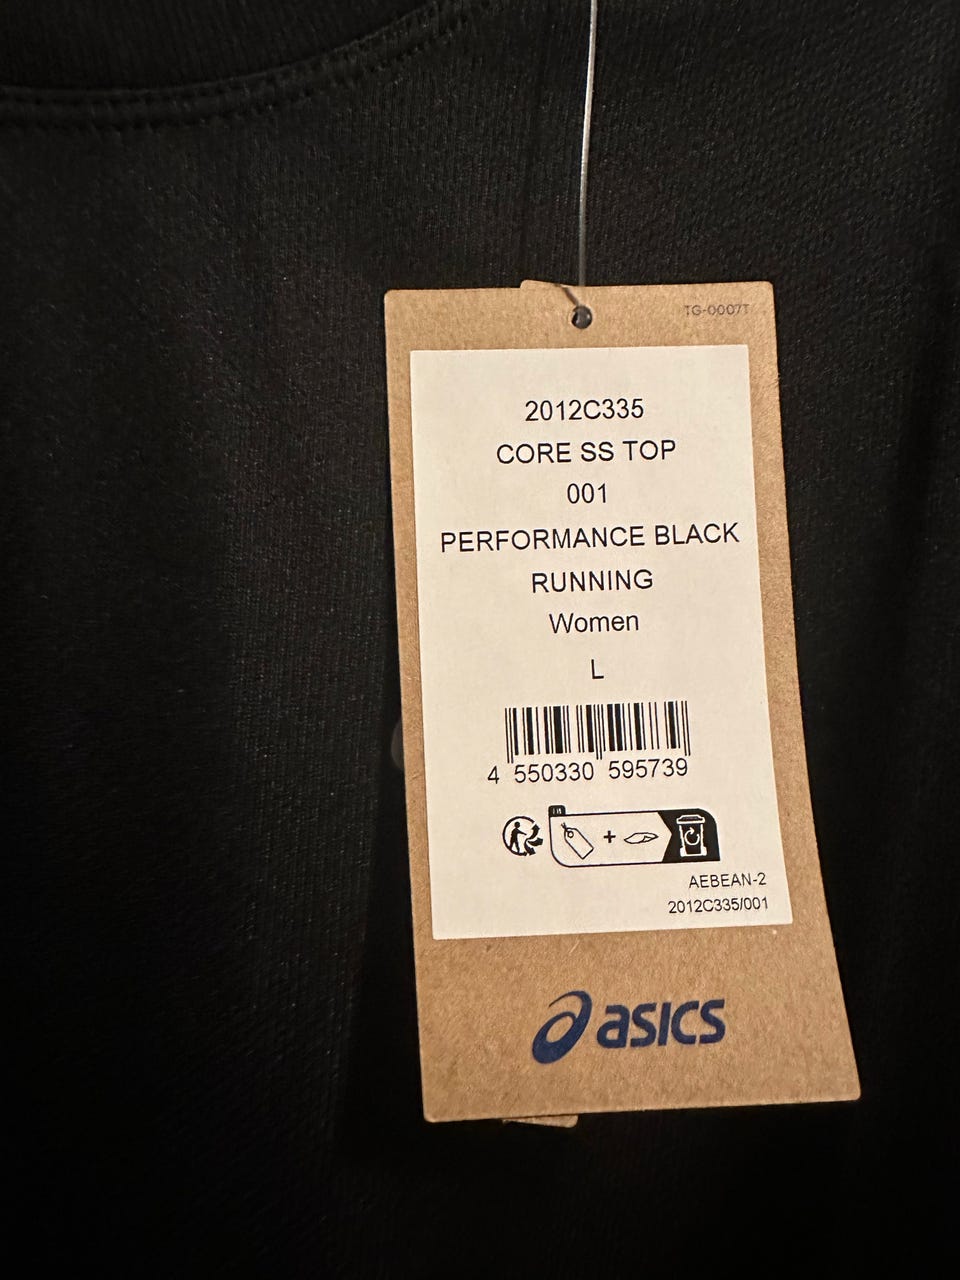 TG-0007T
2012C335
CORE SS TOP
001
PERFORMANCE BLACK
RUNNING
Women
L
4 550330 595739
AEBEAN-2
2012C335/001
asics